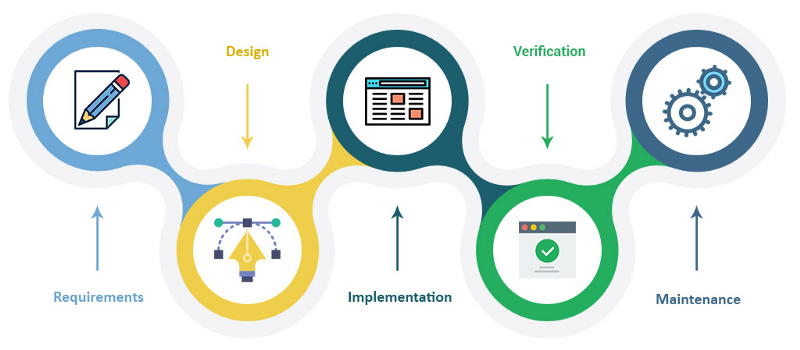 Requirements
Design
Implementation
Verification
Maintenance